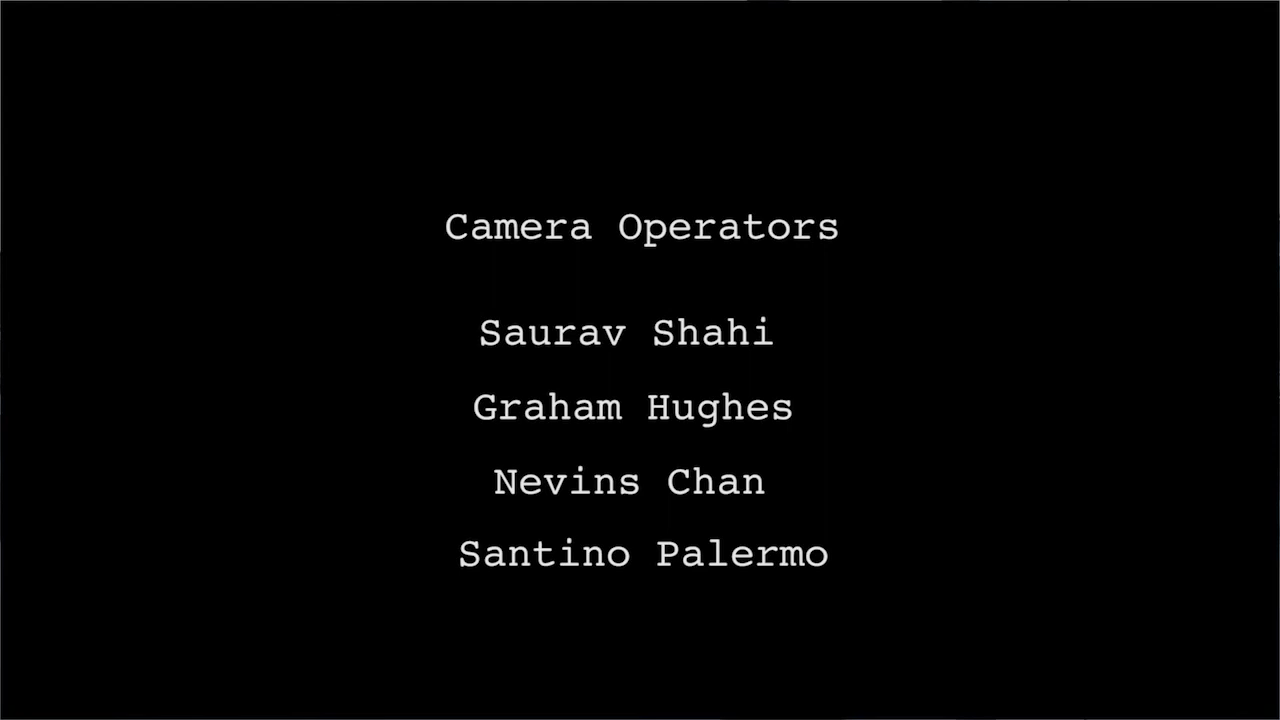 Camera Operators
Saurav Shahi
Graham Hughes
Nevins Chan
Santino Palermo